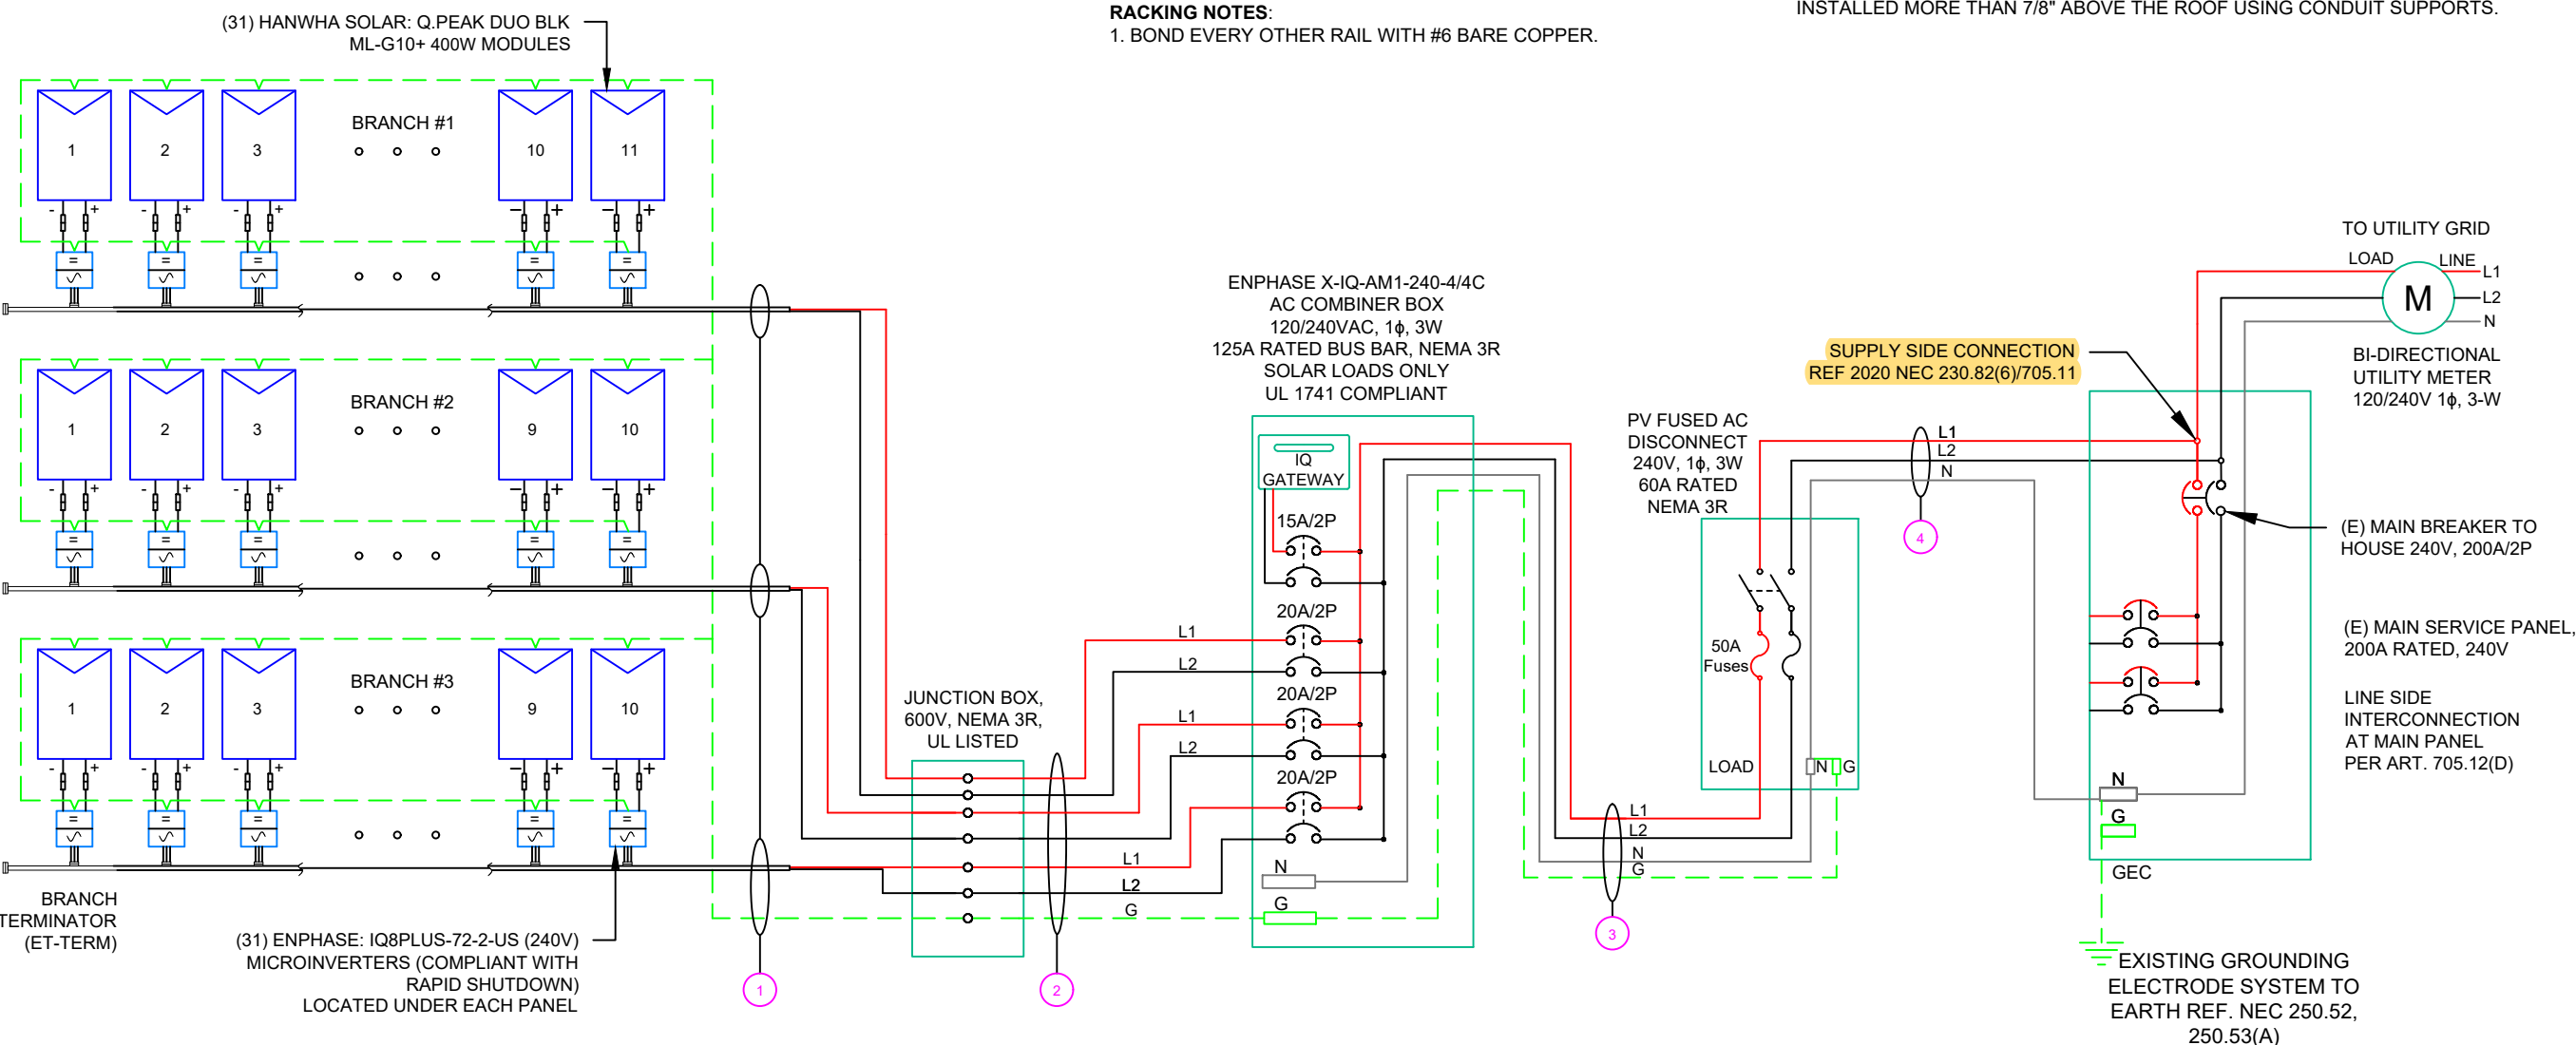 (31) HANWHA SOLAR: Q.PEAK DUO BLK
ML-G10+ 400W MODULES
RACKING NOTES:
1. BOND EVERY OTHER RAIL WITH #6 BARE COPPER.
INSTALLED MORE THAN 7/8" ABOVE THE ROOF USING CONDUIT SUPPORTS.
BRANCH #1
1
2
3
10
11
- +
- +
- +
- +
- +
BRANCH #2
1
2
3
9
10
- +
- +
- +
- +
- +
BRANCH #3
1
2
3
9
10
- +
- +
- +
- +
- +
BRANCH
TERMINATOR
(ET-TERM)
(31) ENPHASE: IQ8PLUS-72-2-US (240V)
MICROINVERTERS (COMPLIANT WITH
RAPID SHUTDOWN)
LOCATED UNDER EACH PANEL
1
JUNCTION BOX,
600V, NEMA 3R,
UL LISTED
2
L1
L2
L1
L2
L1
L2
G
ENPHASE X-IQ-AM1-240-4/4C
AC COMBINER BOX
120/240VAC, 1ϕ, 3W
125A RATED BUS BAR, NEMA 3R
SOLAR LOADS ONLY
UL 1741 COMPLIANT
IQ
GATEWAY
15A/2P
20A/2P
20A/2P
20A/2P
N
G
L1
L2
N
G
3
PV FUSED AC
DISCONNECT
240V, 1ϕ, 3W
60A RATED
NEMA 3R
50A
Fuses
LOAD
N G
L1
L2
N
4
SUPPLY SIDE CONNECTION
REF 2020 NEC 230.82(6)/705.11
TO UTILITY GRID
LOAD
LINE
L1
L2
N
M
BI-DIRECTIONAL
UTILITY METER
120/240V 1ϕ, 3-W
(E) MAIN BREAKER TO
HOUSE 240V, 200A/2P
(E) MAIN SERVICE PANEL,
200A RATED, 240V
LINE SIDE
INTERCONNECTION
AT MAIN PANEL
PER ART. 705.12(D)
N
G
GEC
EXISTING GROUNDING
ELECTRODE SYSTEM TO
EARTH REF. NEC 250.52,
250.53(A)